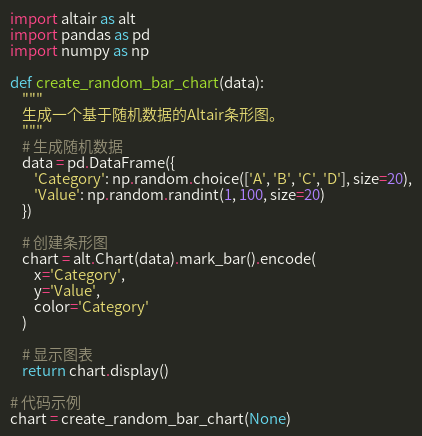 import altair as alt
import pandas as pd
import numpy as np

def create_random_bar_chart(data):
    """
    生成一个基于随机数据的Altair条形图。
    """
    # 生成随机数据
    data = pd.DataFrame({
        'Category': np.random.choice(['A', 'B', 'C', 'D'], size=20),
        'Value': np.random.randint(1, 100, size=20)
    })

    # 创建条形图
    chart = alt.Chart(data).mark_bar().encode(
        x='Category',
        y='Value',
        color='Category'
    )

    # 显示图表
    return chart.display()

# 代码示例
chart = create_random_bar_chart(None)